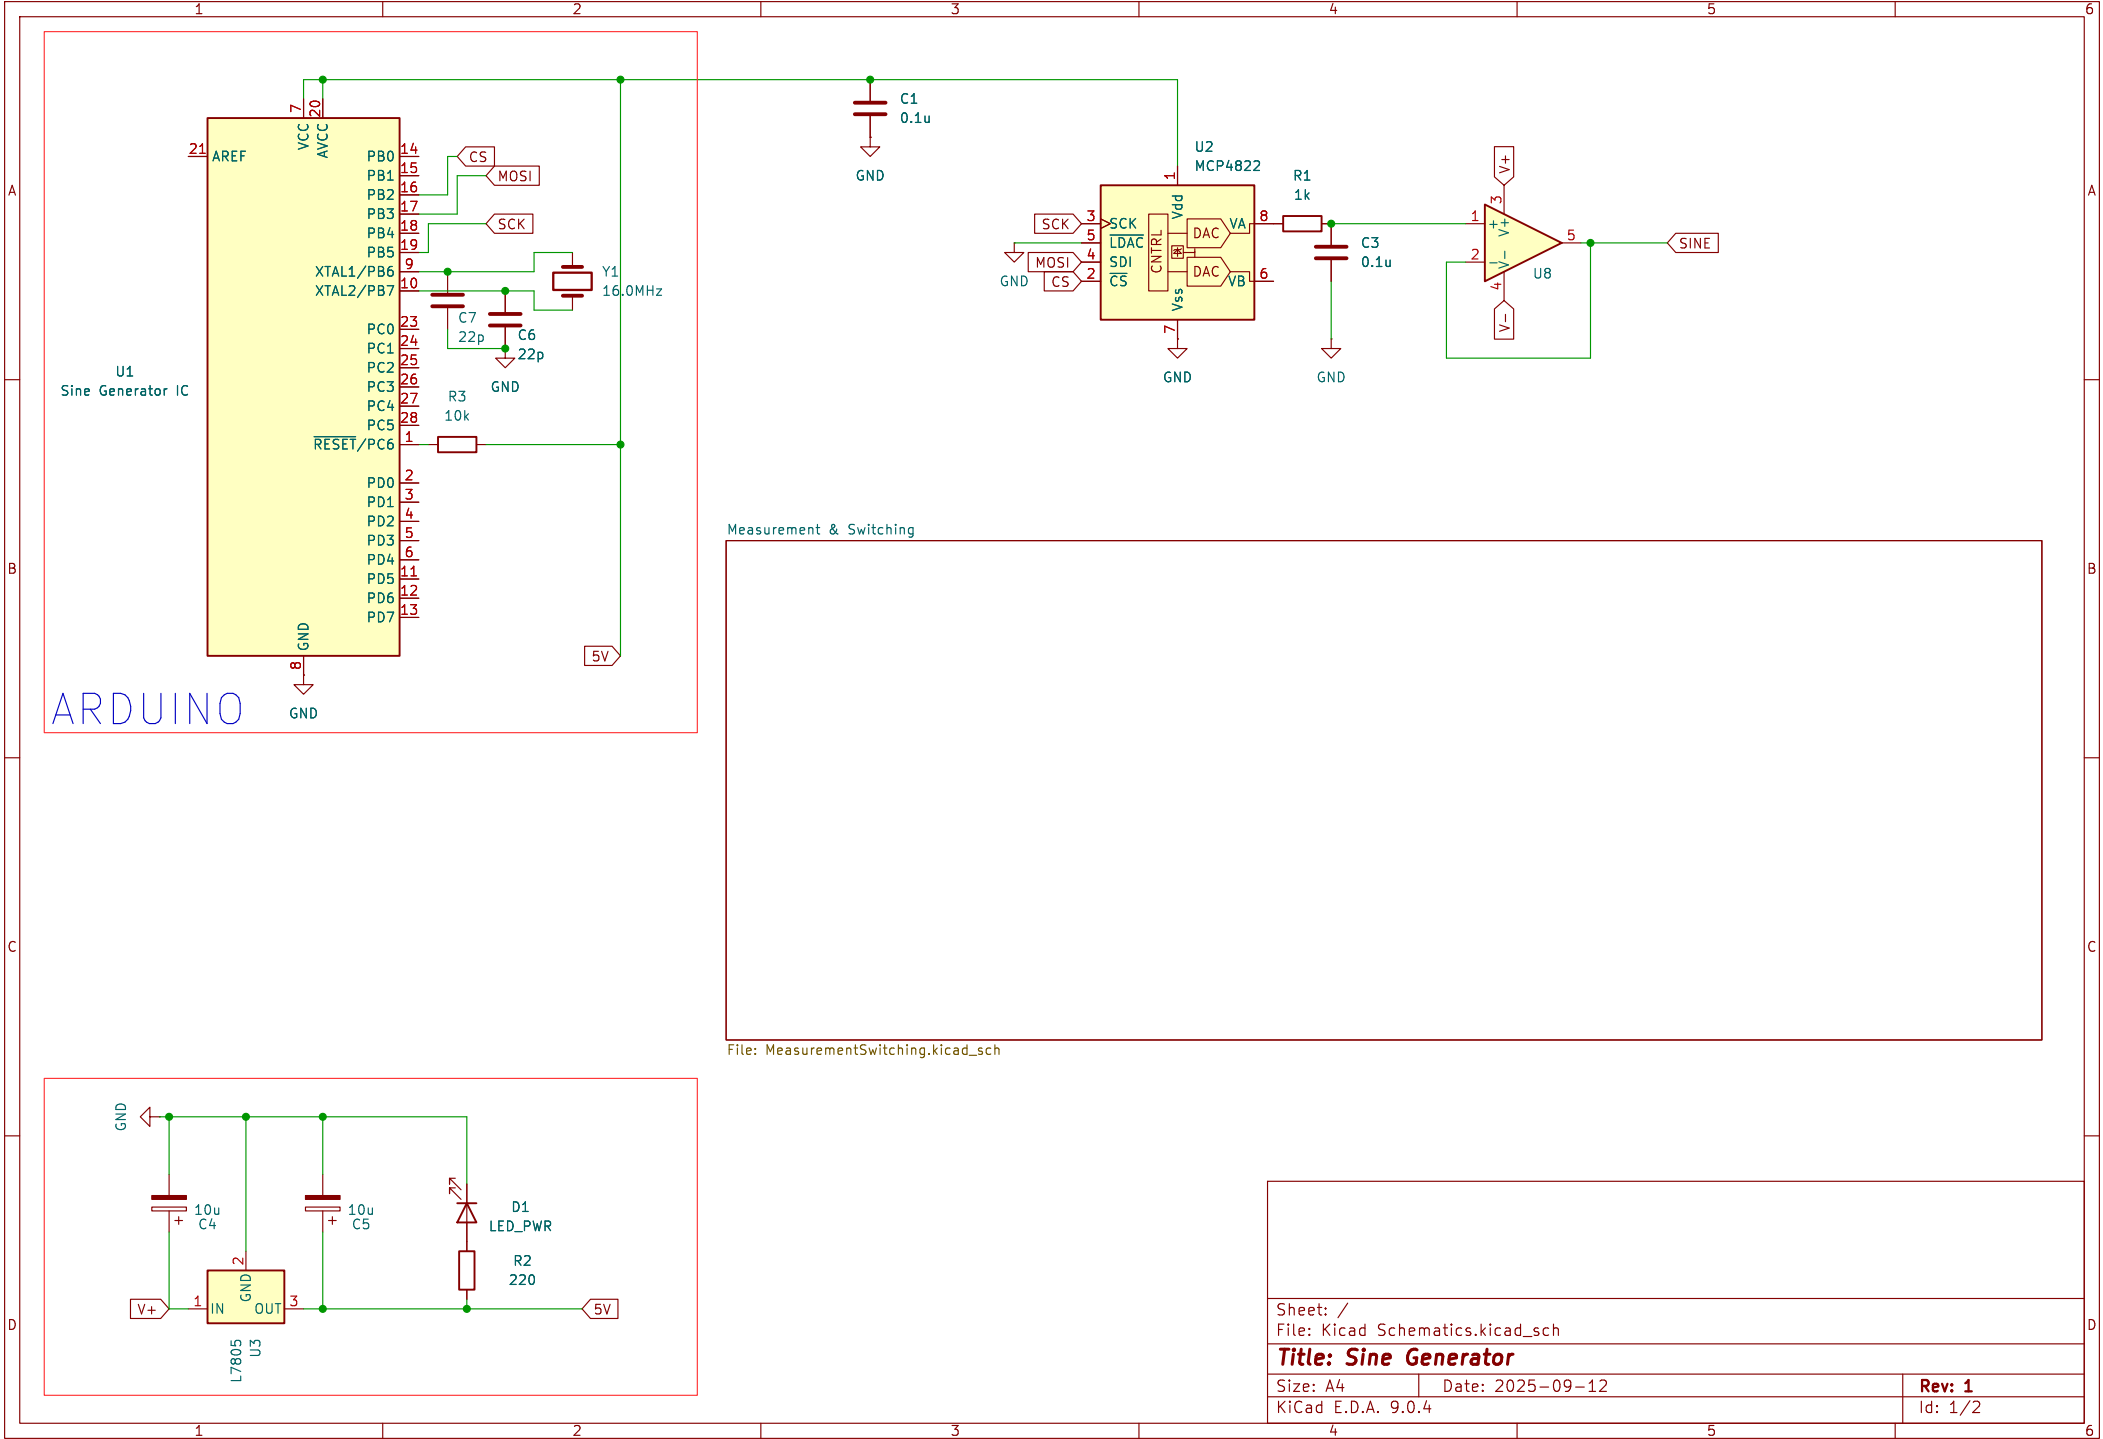 1 2 3 4 5 6
A
B
C
D
A
B
C
D
1 2 3 4 5 6
U1
Sine Generator IC
7
20
VCC
AVCC
21
AREF
PB0 14
PB1 15
PB2 16
PB3 17
PB4 18
PB5 19
XTAL1/PB6 9
XTAL2/PB7 10
PC0 23
PC1 24
PC2 25
PC3 26
PC4 27
PC5 28
RESET/PC6 1
PD0 2
PD1 3
PD2 4
PD3 5
PD4 6
PD5 11
PD6 12
PD7 13
GND
8
GND
ARDUINO
CS
MOSI
SCK
Y1
16.0MHz
C7
22p
C6
22p
GND
R3
10k
5V
C1
0.1u
GND
U2
MCP4822
1
Vdd
SCK 3 SCK
5 LDAC
GND
MOSI 4 SDI
CS 2 CS
CNTRL
DAC
DAC
VA 8
VB 6
Vss
7
GND
R1
1k
C3
0.1u
GND
V+
3
V+
1 +
2 −
V-
4
V-
5
U8
SINE
Measurement & Switching
File: MeasurementSwitching.kicad_sch
GND
10u
C4
+
10u
C5
+
D1
LED_PWR
R2
220
2
GND
V+ 1 IN OUT 3
5V
L7805
U3
Sheet: /
File: Kicad Schematics.kicad_sch
Title: Sine Generator
Size: A4 Date: 2025-09-12 Rev: 1
KiCad E.D.A. 9.0.4 Id: 1/2